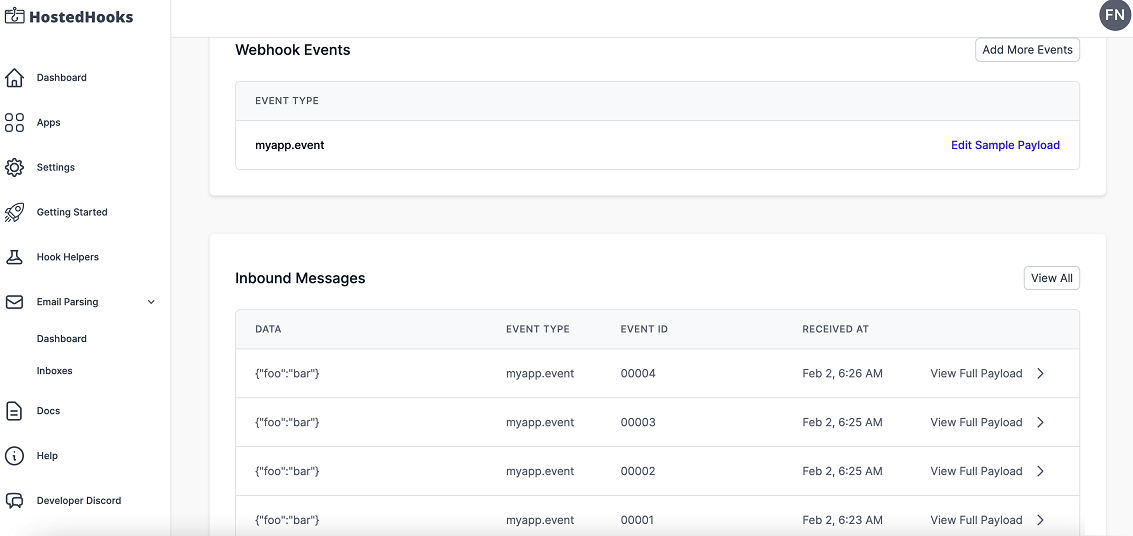 HostedHooks
FN
Dashboard
Apps
Settings
Getting Started
Hook Helpers
Email Parsing
Dashboard
Inboxes
Docs
Help
Developer Discord
Webhook Events
Add More Events
EVENT TYPE
myapp.event Edit Sample Payload
Inbound Messages
View All
DATA EVENT TYPE EVENT ID RECEIVED AT
{"foo":"bar"} myapp.event 00004 Feb 2, 6:26 AM View Full Payload
{"foo":"bar"} myapp.event 00003 Feb 2, 6:25 AM View Full Payload
{"foo":"bar"} myapp.event 00002 Feb 2, 6:25 AM View Full Payload
{"foo":"bar"} myapp.event 00001 Feb 2, 6:23 AM View Full Payload